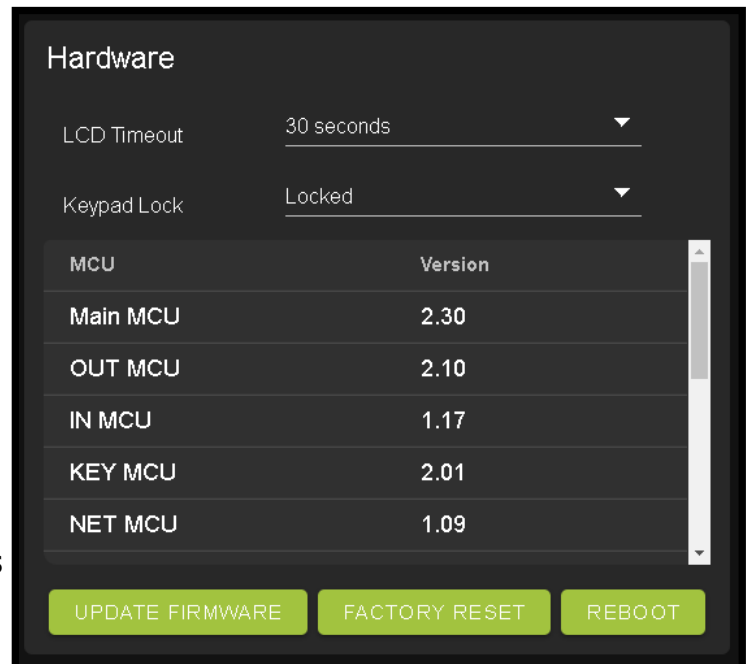 Hardware
LCD Timeout 30 seconds
Keypad Lock Locked
MCU Version
Main MCU 2.30
OUT MCU 2.10
IN MCU 1.17
KEY MCU 2.01
NET MCU 1.09
s
UPDATE FIRMWARE FACTORY RESET REBOOT